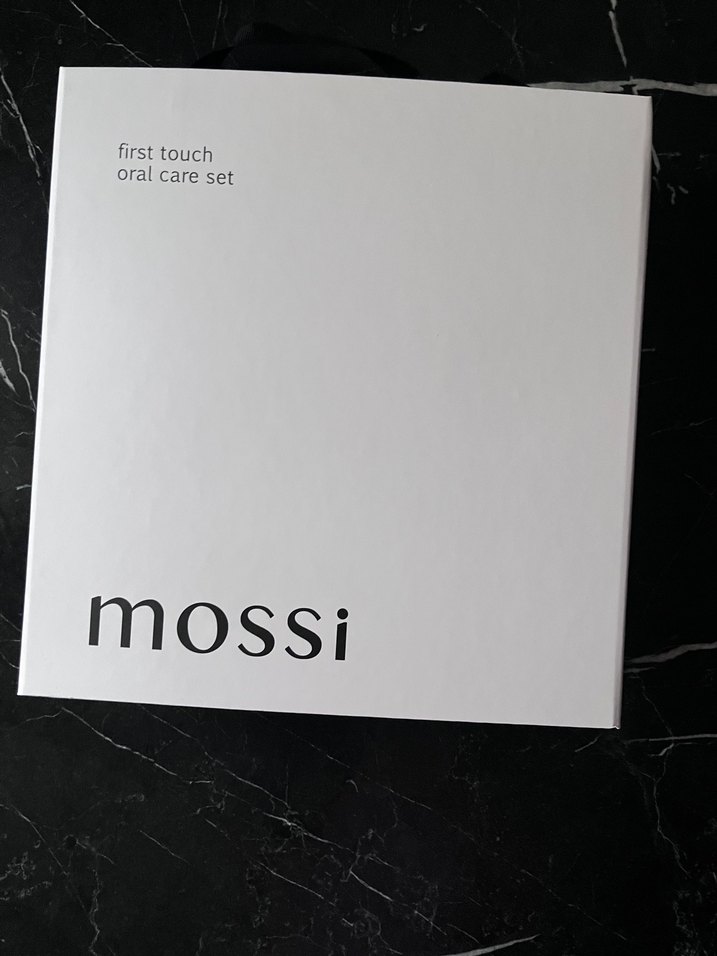 first touch
oral care set
mossi